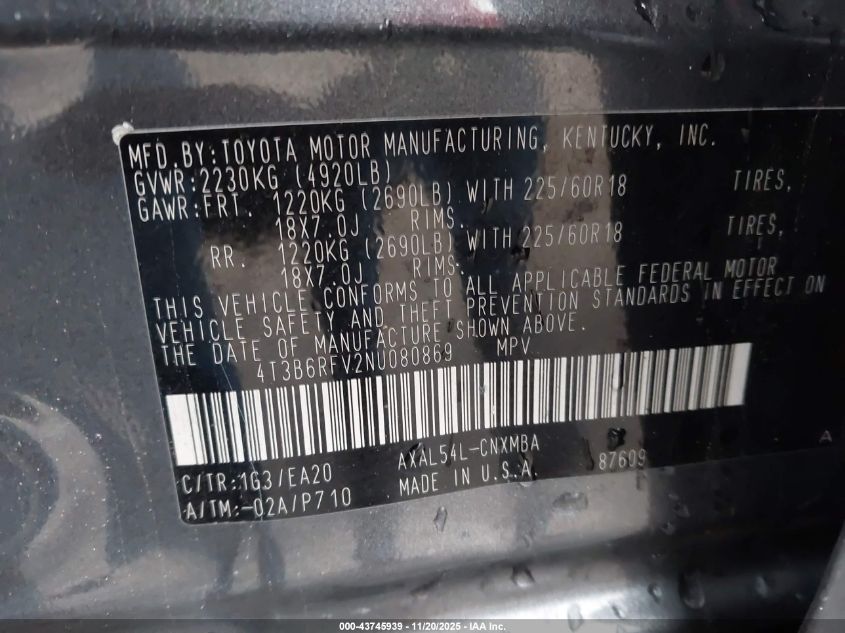 MFD.BY:TOYOTA MOTOR MANUFACTURING, KENTUCKY, INC.
GVWR:2230KG (4920LB)
GAWR:FRT. 1220KG (2690LB) WITH 225/60R18 TIRES,
18X7.0J RIMS.
RR. 1220KG (2690LB) WITH 225/60R18 TIRES,
18X7.0J RIMS.
THIS VEHICLE CONFORMS TO ALL APPLICABLE FEDERAL MOTOR
VEHICLE SAFETY AND THEFT PREVENTION STANDARDS IN EFFECT ON
THE DATE OF MANUFACTURE SHOWN ABOVE.
4T3B6RFV2NU080869 MPV
C/TR:1G3/EA20 AXAL54L-CNXMBA 87609
A/TM:-02A/P710 MADE IN U.S.A.
A
000-43745939 - 11/20/2025 - IAA Inc.